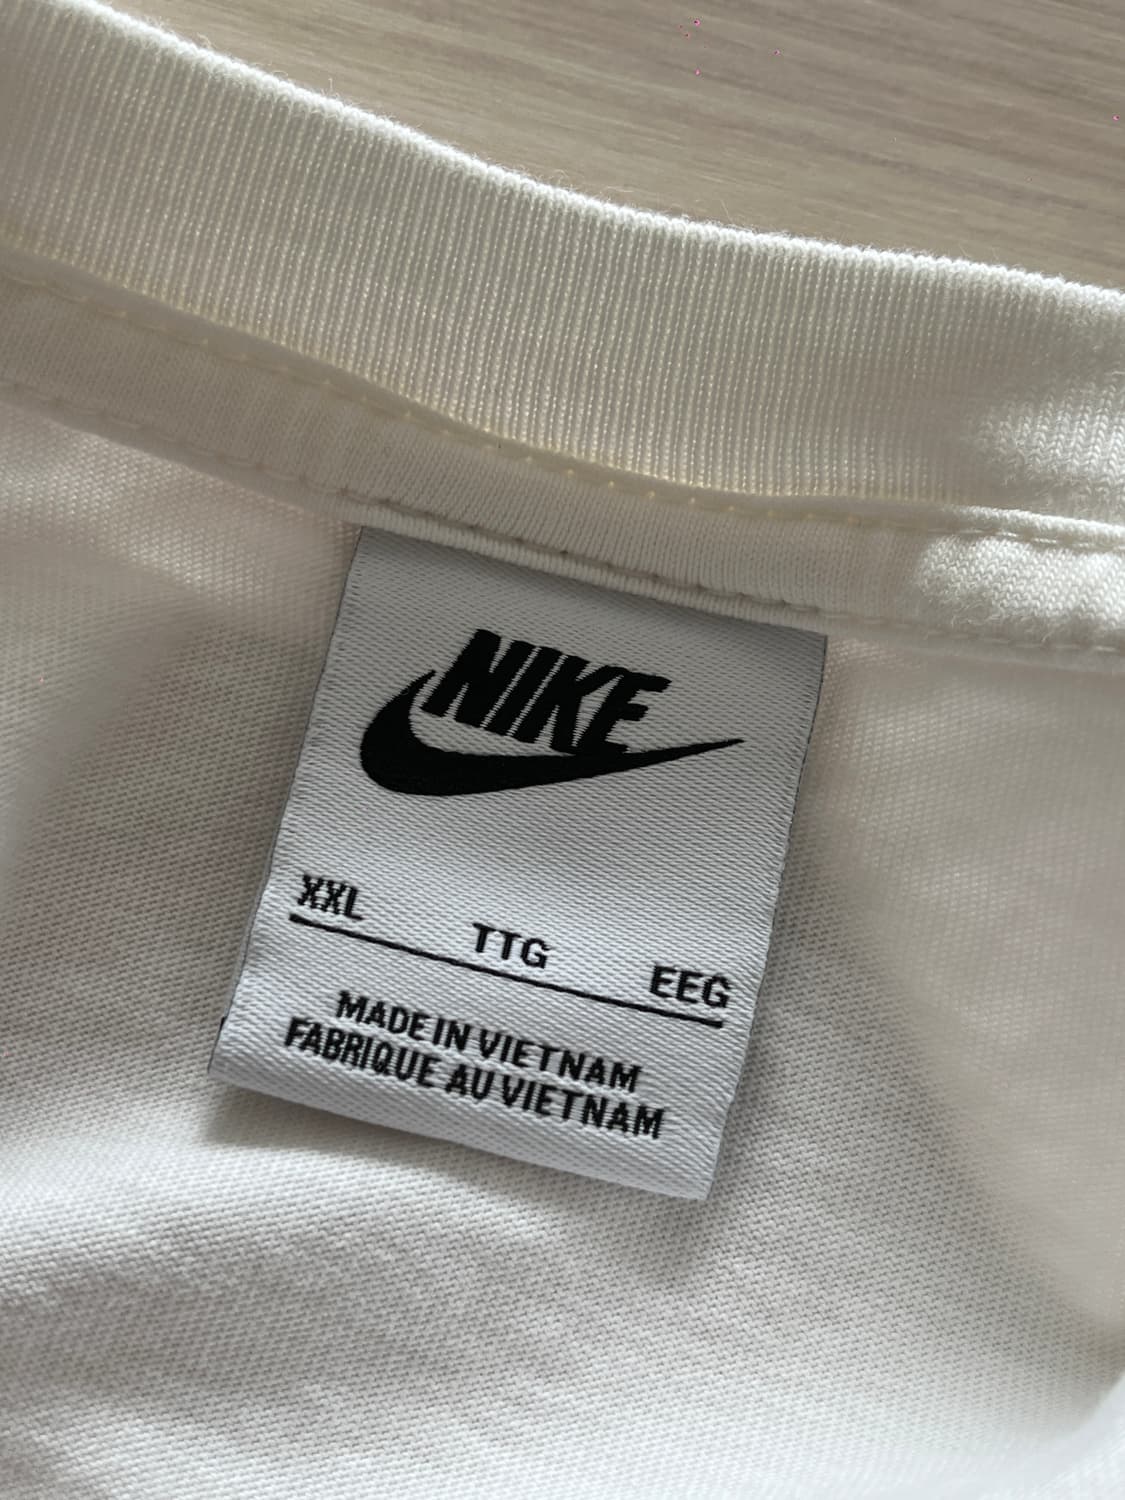 NIKE
XXL TTG EEG
MADE IN VIETNAM
FABRIQUE AU VIETNAM